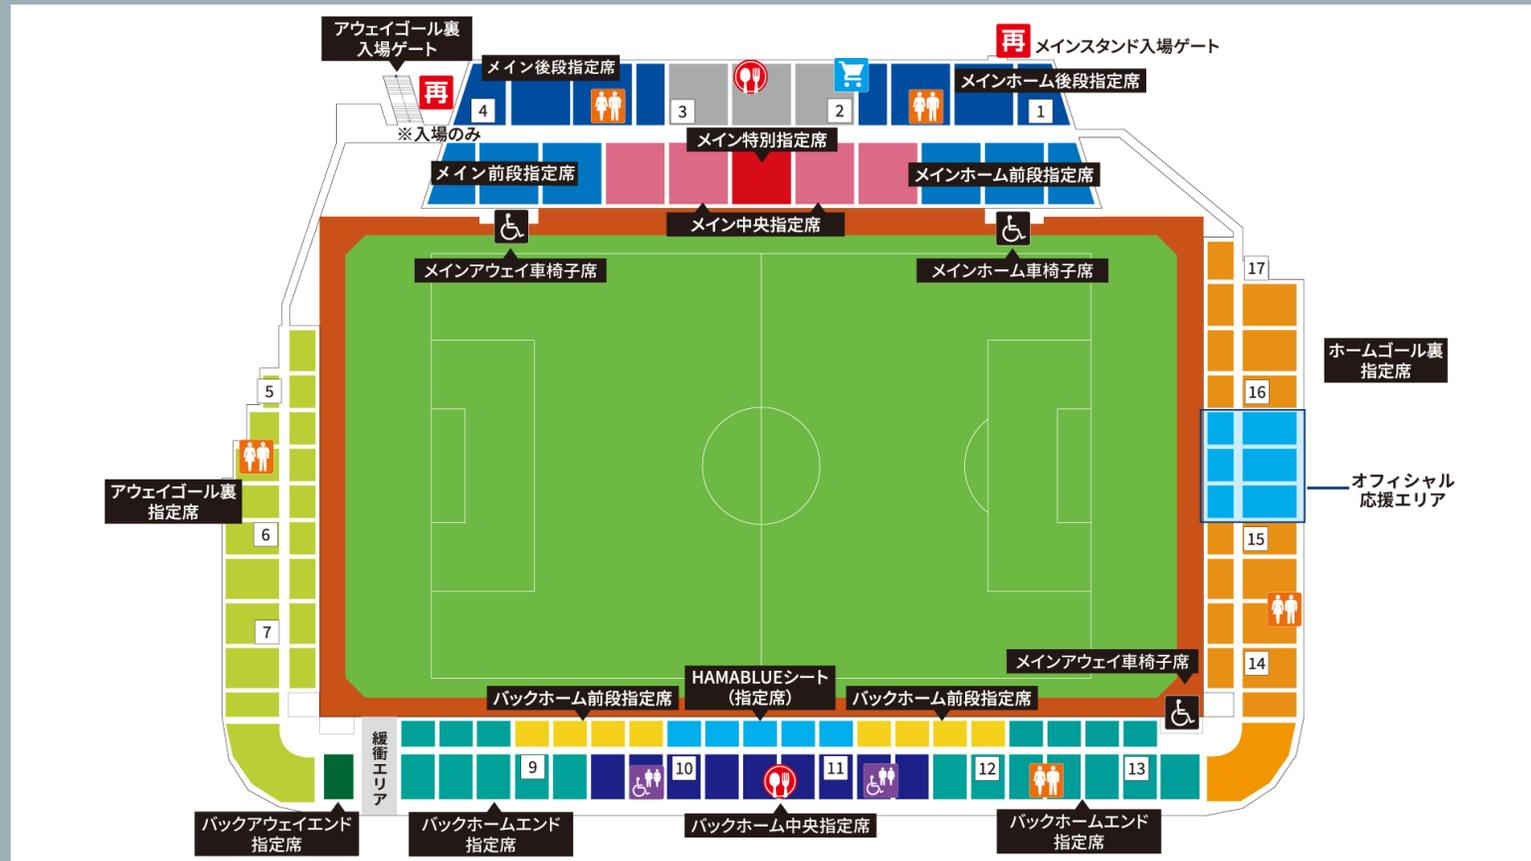 アウェイゴール裏
入場ゲート
再
メインスタンド入場ゲート
メイン後段指定席
メインホーム後段指定席
再
4
3
2
1
※入場のみ
メイン特別指定席
メイン前段指定席
メインホーム前段指定席
メイン中央指定席
メインアウェイ車椅子席
メインホーム車椅子席
17
ホームゴール裏
指定席
5
16
アウェイゴール裏
指定席
オフィシャル
応援エリア
6
15
7
14
メインアウェイ車椅子席
HAMABLUEシート
（指定席）
バックホーム前段指定席
バックホーム前段指定席
緩衝エリア
9
10
11
12
13
バックアウェイエンド
指定席
バックホームエンド
指定席
バックホーム中央指定席
バックホームエンド
指定席